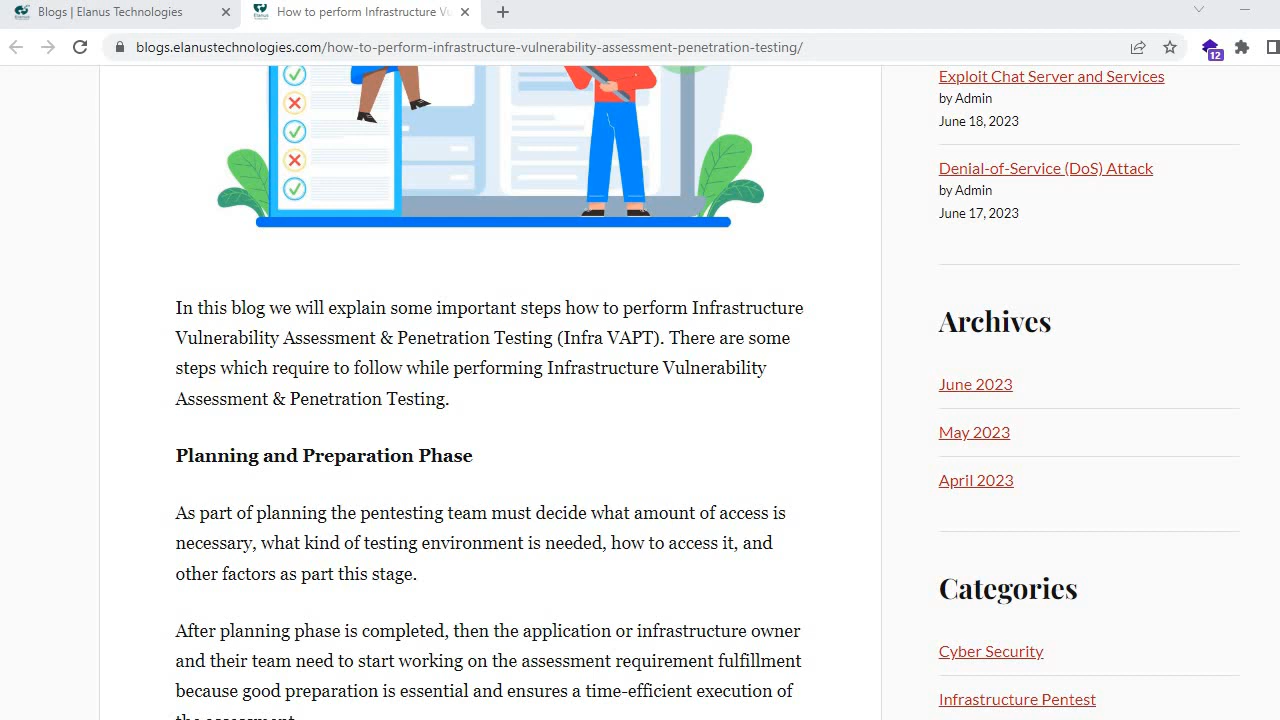 Blogs | Elanus Technologies
How to perform Infrastructure Vu
blogs.elanustechnologies.com/how-to-perform-infrastructure-vulnerability-assessment-penetration-testing/
12
In this blog we will explain some important steps how to perform Infrastructure
Vulnerability Assessment & Penetration Testing (Infra VAPT). There are some
steps which require to follow while performing Infrastructure Vulnerability
Assessment & Penetration Testing.
Planning and Preparation Phase
As part of planning the pentesting team must decide what amount of access is
necessary, what kind of testing environment is needed, how to access it, and
other factors as part this stage.
After planning phase is completed, then the application or infrastructure owner
and their team need to start working on the assessment requirement fulfillment
because good preparation is essential and ensures a time-efficient execution of
the assessment.
Exploit Chat Server and Services
by Admin
June 18, 2023
Denial-of-Service (DoS) Attack
by Admin
June 17, 2023
Archives
June 2023
May 2023
April 2023
Categories
Cyber Security
Infrastructure Pentest